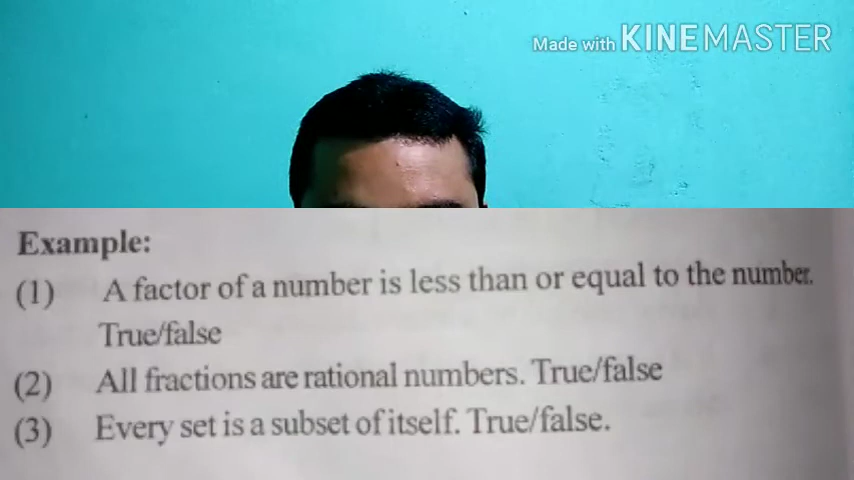 Made with KINEMASTER
Example:
(1) A factor of a number is less than or equal to the number.
True/false
(2) All fractions are rational numbers. True/false
(3) Every set is a subset of itself. True/false.